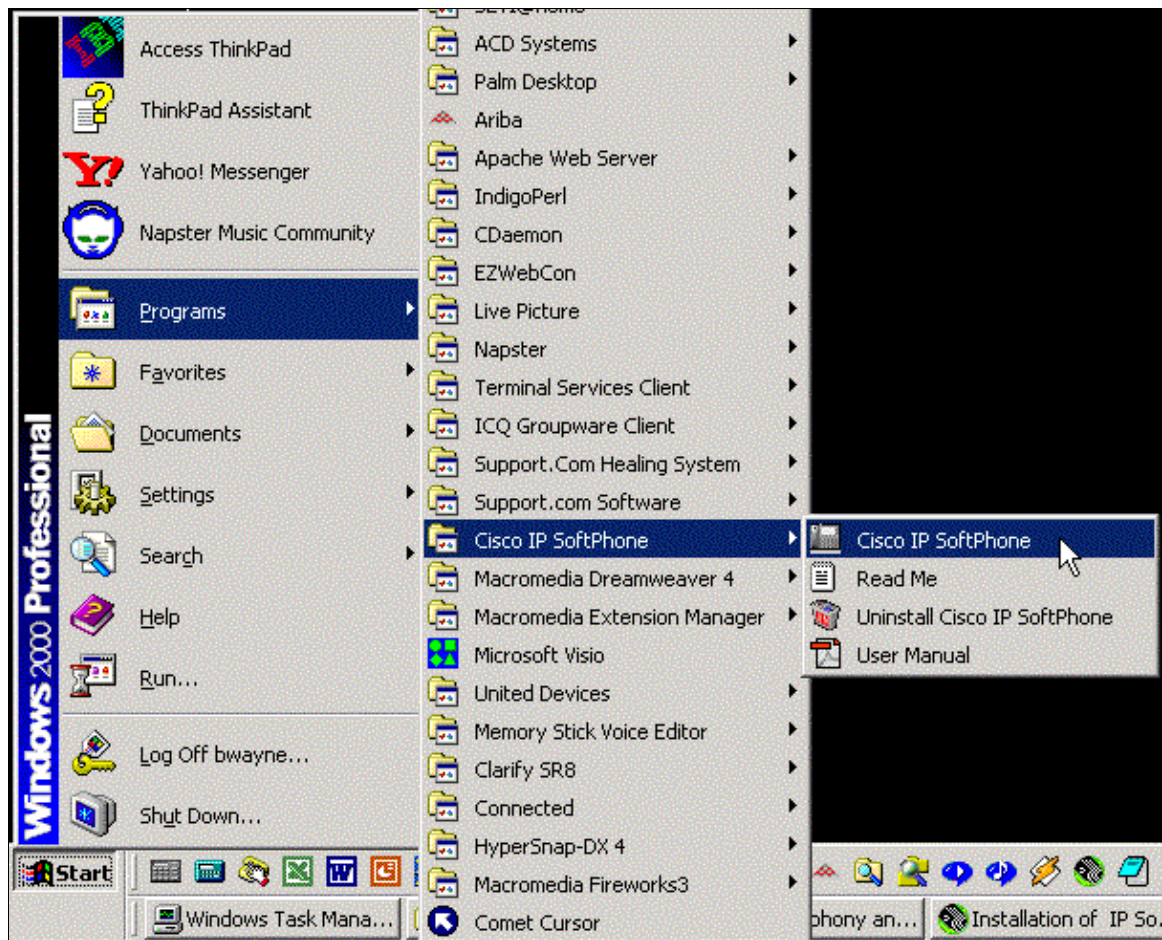 Access ThinkPad
ThinkPad Assistant
Yahoo! Messenger
Napster Music Community
Programs
Favorites
Documents
Settings
Search
Help
Run...
Log Off bwayne...
Shut Down...
Windows 2000 Professional
SETI@home
ACD Systems
Palm Desktop
Ariba
Apache Web Server
IndigoPerl
CDaemon
EZWebCon
Live Picture
Napster
Terminal Services Client
ICQ Groupware Client
Support.Com Healing System
Support.com Software
Cisco IP SoftPhone
Macromedia Dreamweaver 4
Macromedia Extension Manager
Microsoft Visio
United Devices
Memory Stick Voice Editor
Clarify SR8
Connected
HyperSnap-DX 4
Macromedia Fireworks3
Comet Cursor
Cisco IP SoftPhone
Read Me
Uninstall Cisco IP SoftPhone
User Manual
Start
Windows Task Mana...
phony an...
Installation of IP So.